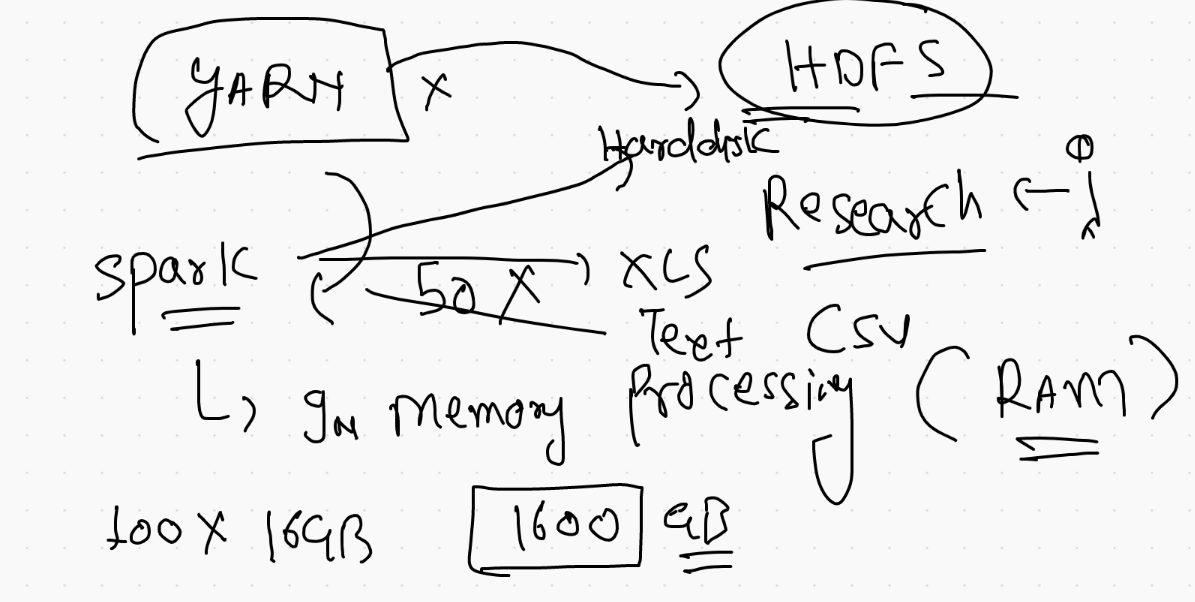 YARN X HDFS
Harddisk
Research
Spark 50 X XLS
Text CSV
In memory processing (RAM)
100 X 16GB 1600 GB